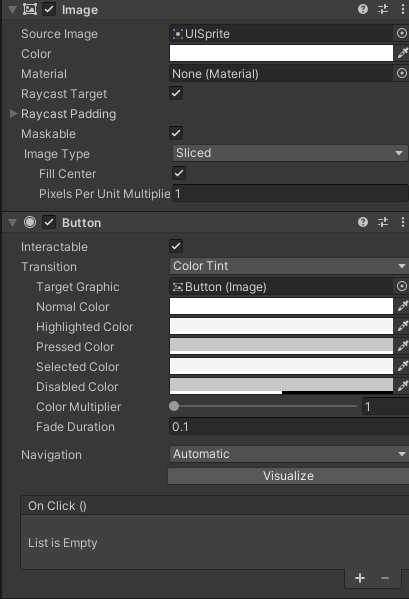 Image
Source Image UISprite
Color
Material None (Material)
Raycast Target
Raycast Padding
Maskable
Image Type Sliced
Fill Center
Pixels Per Unit Multiplie 1
Button
Interactable
Transition Color Tint
Target Graphic Button (Image)
Normal Color
Highlighted Color
Pressed Color
Selected Color
Disabled Color
Color Multiplier 1
Fade Duration 0.1
Navigation Automatic
Visualize
On Click ()
List is Empty